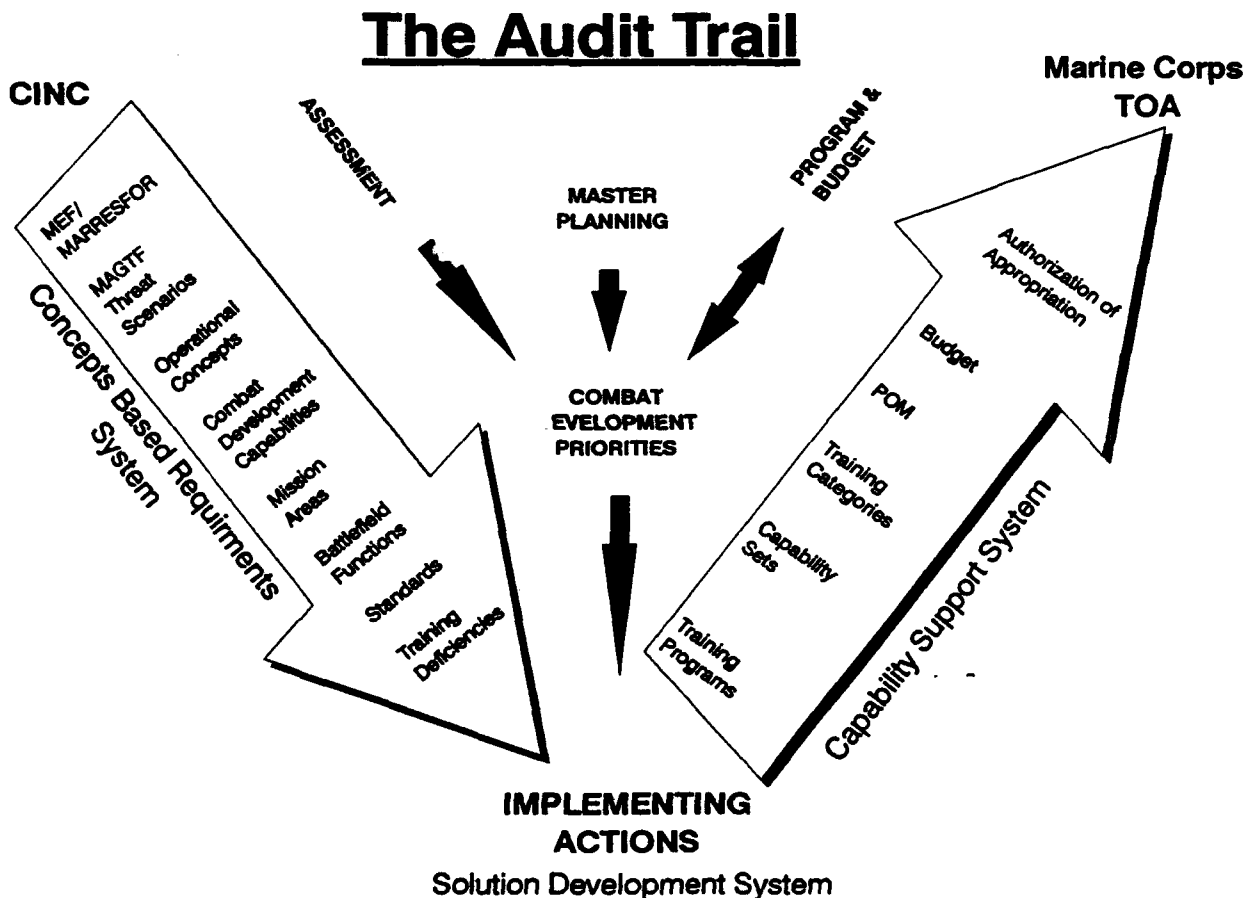 The Audit Trail
CINC
Marine Corps
TOA
ASSESSMENT
MASTER
PLANNING
PROGRAM &
BUDGET
MEF/
MARRESFOR
MAGTF
Threat
Scenarios
Operational
Concepts
Combat
Development
Capabilities
Mission
Areas
Battlefield
Functions
Standards
Training
Deficiencies
Concepts Based Requirments
System
COMBAT
EVELOPMENT
PRIORITIES
Authorization of
Appropriation
Budget
POM
Training
Categories
Capability
Sets
Training
Programs
Capability Support System
IMPLEMENTING
ACTIONS
Solution Development System